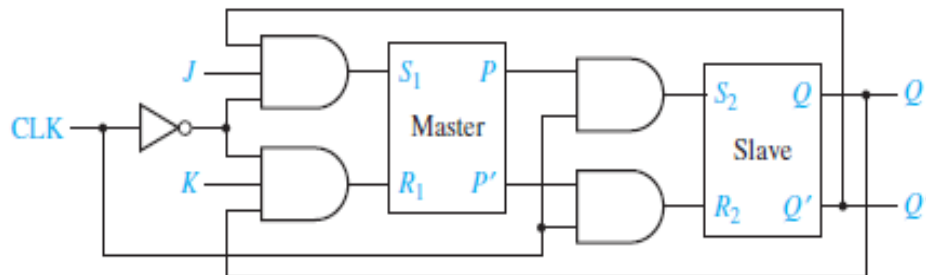 J
S₁ P
S₂ Q Q
CLK
Master
Slave
K
R₁ P′
R₂ Q′ Q